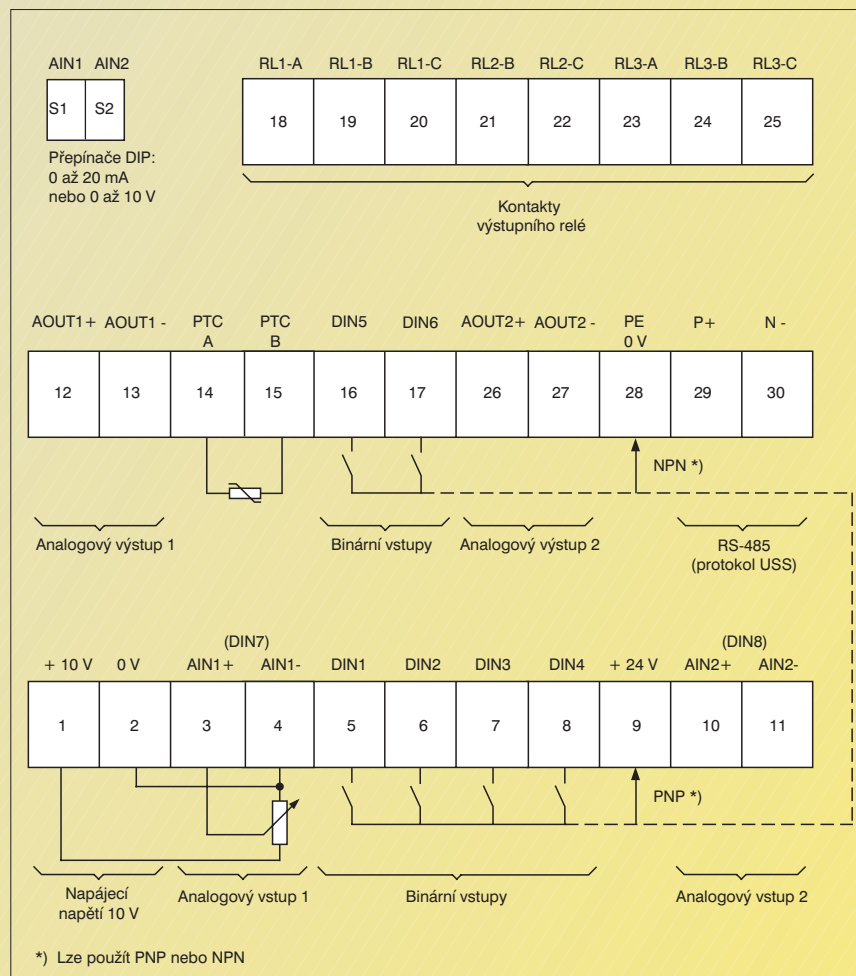 AIN1 AIN2
S1 S2
Přepínače DIP:
0 až 20 mA
nebo 0 až 10 V
RL1-A RL1-B RL1-C RL2-B RL2-C RL3-A RL3-B RL3-C
18 19 20 21 22 23 24 25
Kontakty
výstupního relé
AOUT1+ AOUT1 - PTC A PTC B DIN5 DIN6 AOUT2+ AOUT2 - PE 0 V P+ N -
12 13 14 15 16 17 26 27 28 29 30
NPN *)
Analogový výstup 1
Binární vstupy
Analogový výstup 2
RS-485
(protokol USS)
(DIN7) (DIN8)
+ 10 V 0 V AIN1+ AIN1- DIN1 DIN2 DIN3 DIN4 + 24 V AIN2+ AIN2-
1 2 3 4 5 6 7 8 9 10 11
PNP *)
Napájecí
napětí 10 V
Analogový vstup 1
Binární vstupy
Analogový vstup 2
*) Lze použít PNP nebo NPN